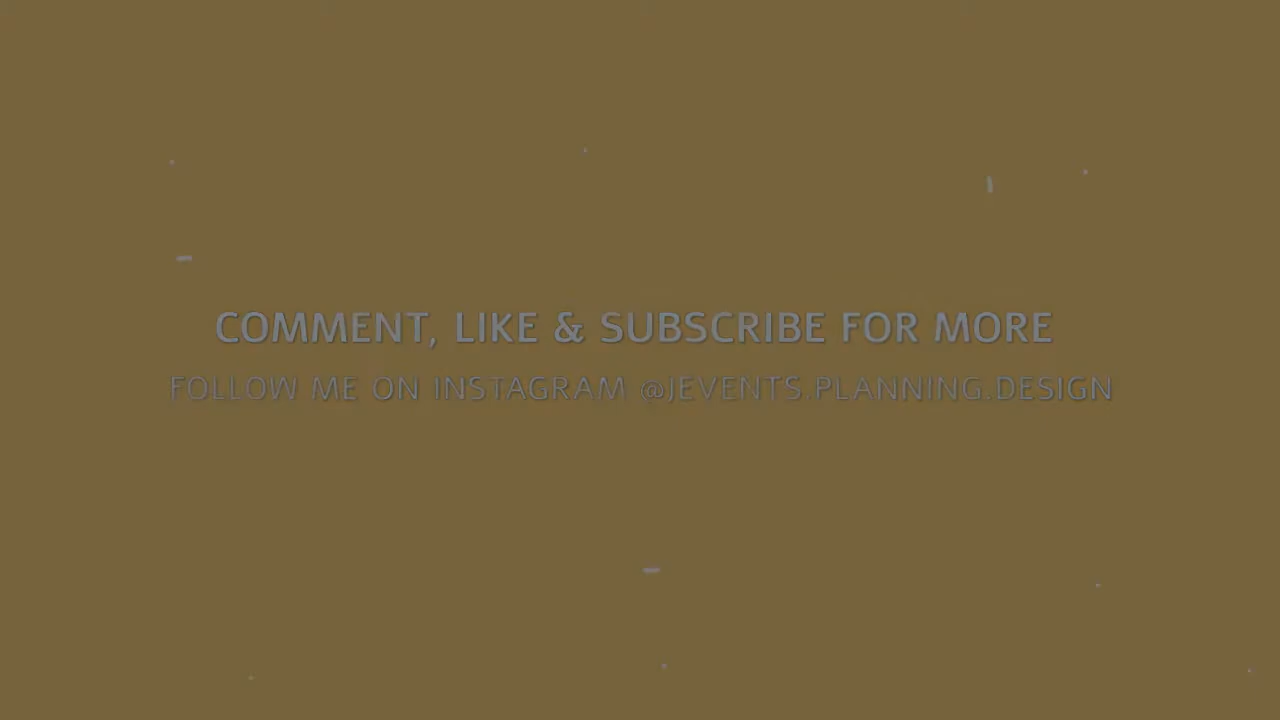 COMMENT, LIKE & SUBSCRIBE FOR MORE
FOLLOW ME ON INSTAGRAM @JEVENTS.PLANNING.DESIGN